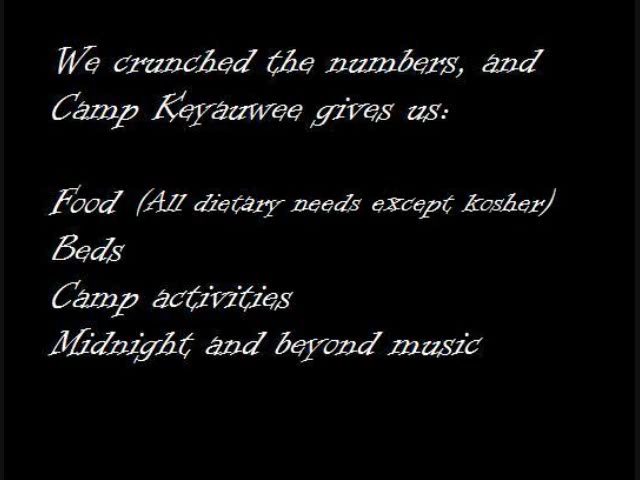 We crunched the numbers, and
Camp Keyauwee gives us:
Food (All dietary needs except kosher)
Beds
Camp activities
Midnight and beyond music